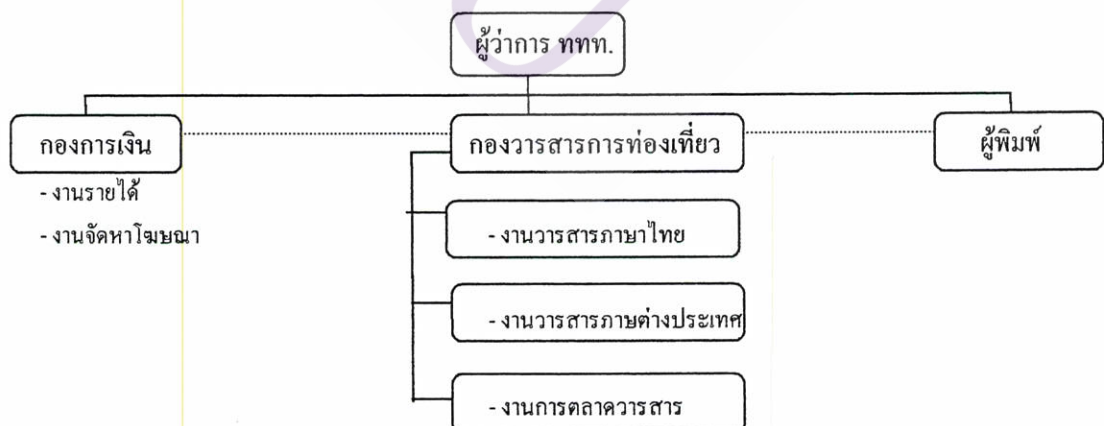 ผู้ว่าการ ททท.
กองการเงิน
กองวารสารการท่องเที่ยว
ผู้พิมพ์
- งานรายได้
- งานจัดหาโฆษณา
- งานวารสารภาษาไทย
- งานวารสารภาษต่างประเทศ
- งานการตลาดวารสาร